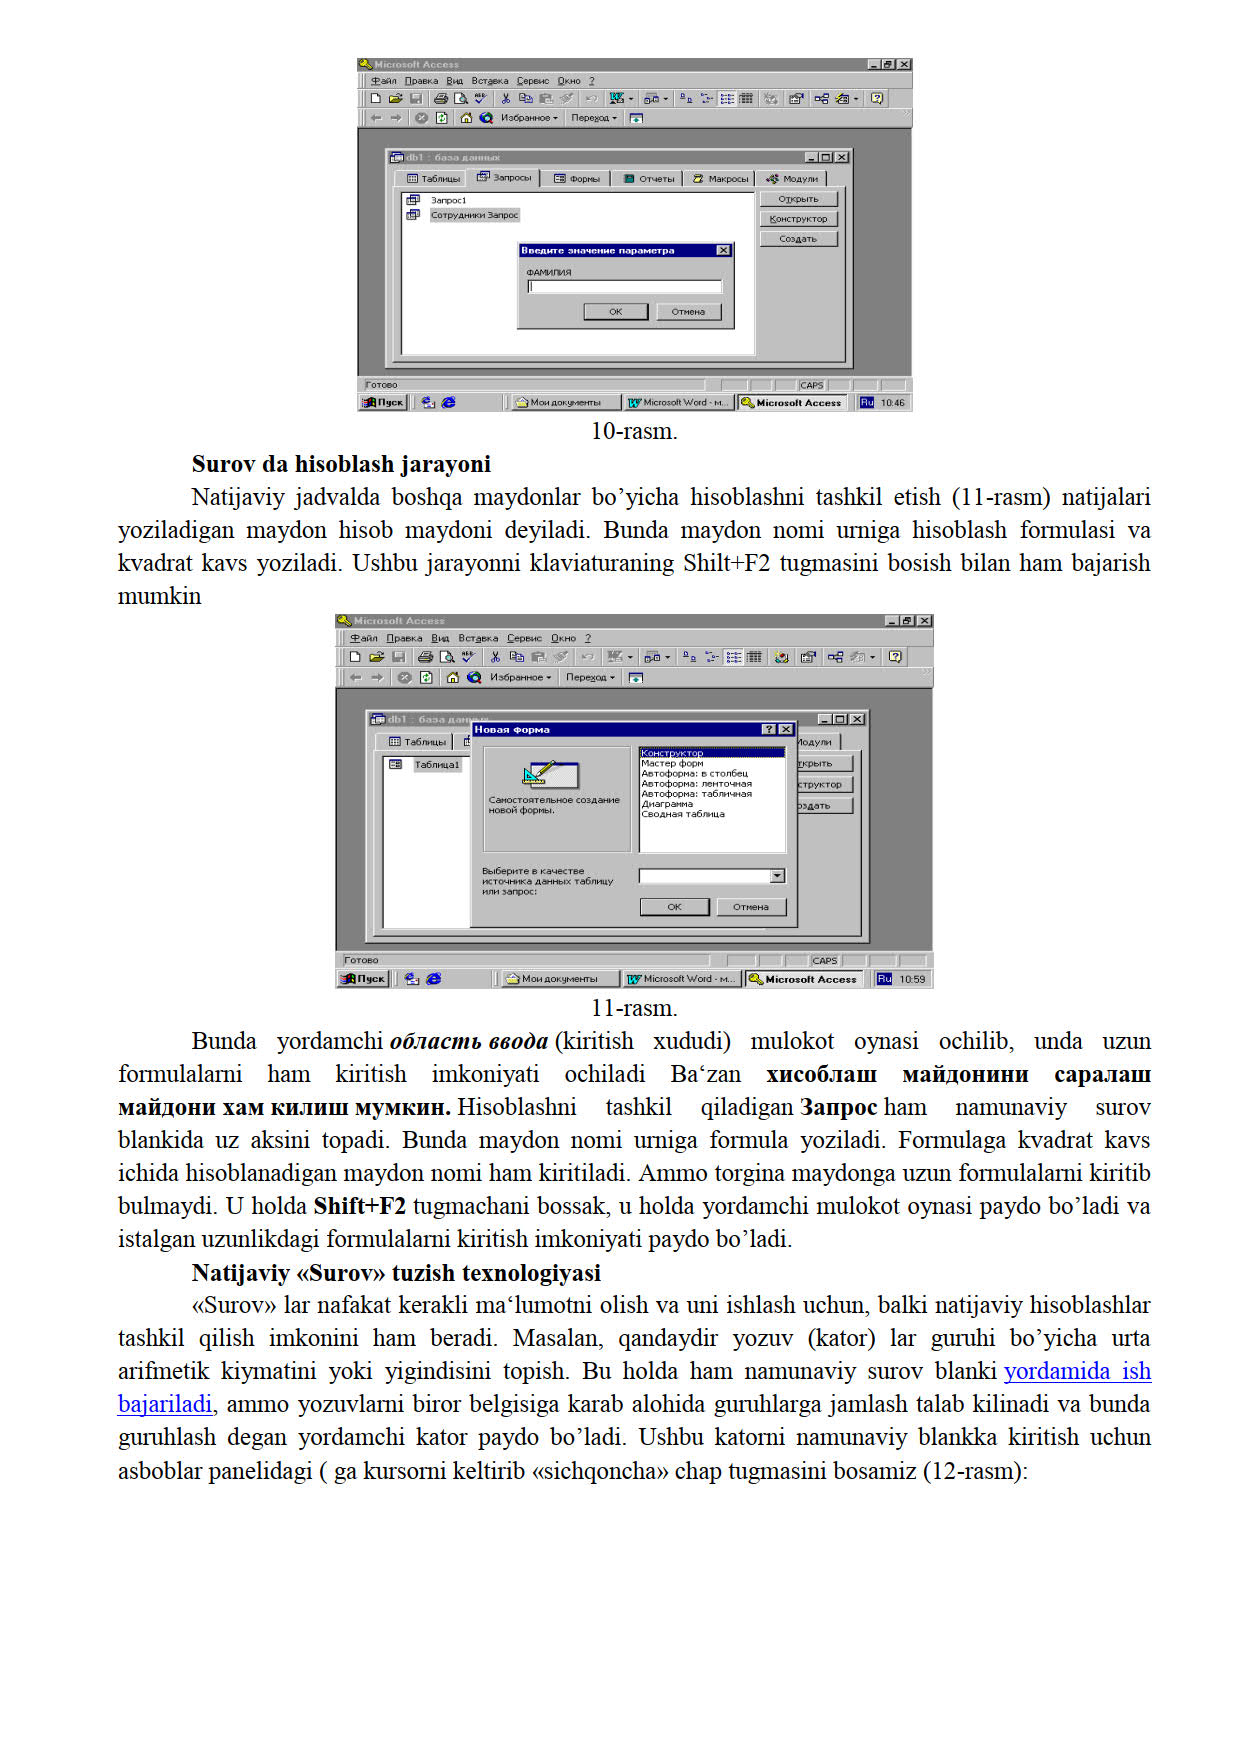 Microsoft Access
Файл Правка Вид Вставка Сервис Окно ?
Избранное Переход
db1 : база данных
Таблицы Запросы Формы Отчеты Макросы Модули
Запрос1
Сотрудники Запрос
Открыть
Конструктор
Создать
Введите значение параметра
ФАМИЛИЯ
ОК Отмена
Готово CAPS
Пуск Мои документы Microsoft Word - м... Microsoft Access Ru 10:46
10-rasm.
Surov da hisoblash jarayoni
Natijaviy jadvalda boshqa maydonlar bo’yicha hisoblashni tashkil etish (11-rasm) natijalari
yoziladigan maydon hisob maydoni deyiladi. Bunda maydon nomi urniga hisoblash formulasi va
kvadrat kavs yoziladi. Ushbu jarayonni klaviaturaning Shilt+F2 tugmasini bosish bilan ham bajarish
mumkin
Microsoft Access
Файл Правка Вид Вставка Сервис Окно ?
Избранное Переход
db1 : база данных
Таблицы Модули
Таблица1
ткрыть
структор
оздать
Новая форма
Самостоятельное создание
новой формы.
Конструктор
Мастер форм
Автоформа: в столбец
Автоформа: ленточная
Автоформа: табличная
Диаграмма
Сводная таблица
Выберите в качестве
источника данных таблицу
или запрос:
ОК Отмена
Готово CAPS
Пуск Мои документы Microsoft Word - м... Microsoft Access Ru 10:59
11-rasm.
Bunda yordamchi область ввода (kiritish xududi) mulokot oynasi ochilib, unda uzun
formulalarni ham kiritish imkoniyati ochiladi Ba‘zan хисоблаш майдонини саралаш
майдони хам килиш мумкин. Hisoblashni tashkil qiladigan Запрос ham namunaviy surov
blankida uz aksini topadi. Bunda maydon nomi urniga formula yoziladi. Formulaga kvadrat kavs
ichida hisoblanadigan maydon nomi ham kiritiladi. Ammo torgina maydonga uzun formulalarni kiritib
bulmaydi. U holda Shift+F2 tugmachani bossak, u holda yordamchi mulokot oynasi paydo bo’ladi va
istalgan uzunlikdagi formulalarni kiritish imkoniyati paydo bo’ladi.
Natijaviy «Surov» tuzish texnologiyasi
«Surov» lar nafakat kerakli ma‘lumotni olish va uni ishlash uchun, balki natijaviy hisoblashlar
tashkil qilish imkonini ham beradi. Masalan, qandaydir yozuv (kator) lar guruhi bo’yicha urta
arifmetik kiymatini yoki yigindisini topish. Bu holda ham namunaviy surov blanki yordamida ish
bajariladi, ammo yozuvlarni biror belgisiga karab alohida guruhlarga jamlash talab kilinadi va bunda
guruhlash degan yordamchi kator paydo bo’ladi. Ushbu katorni namunaviy blankka kiritish uchun
asboblar panelidagi ( ga kursorni keltirib «sichqoncha» chap tugmasini bosamiz (12-rasm):